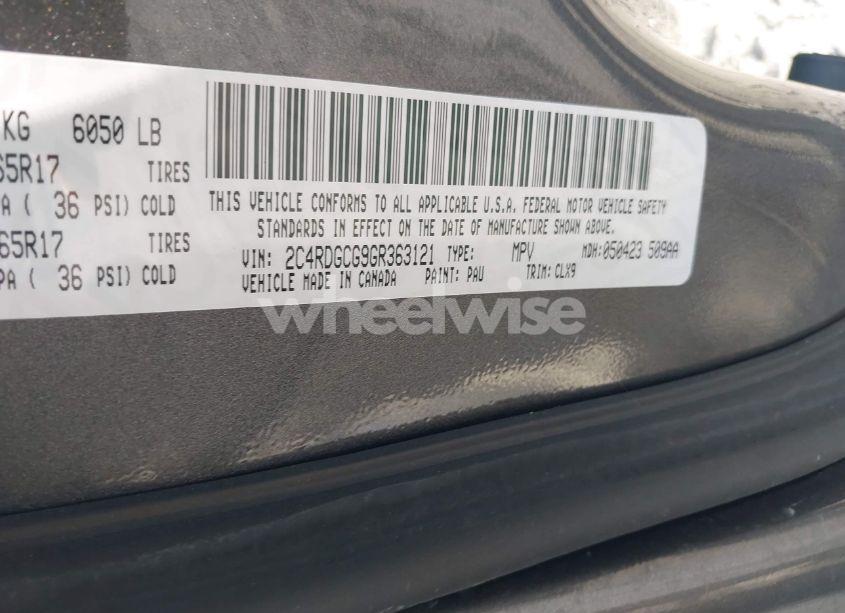 KG 6050 LB
65R17 TIRES
PA ( 36 PSI) COLD
65R17 TIRES
PA ( 36 PSI) COLD
THIS VEHICLE CONFORMS TO ALL APPLICABLE U.S.A. FEDERAL MOTOR VEHICLE SAFETY
STANDARDS IN EFFECT ON THE DATE OF MANUFACTURE SHOWN ABOVE.
VIN: 2C4RDGCG9GR363121 TYPE: MPV MDH:050423 509AA
VEHICLE MADE IN CANADA PAINT: PAU TRIM: CLX9
wheelwise